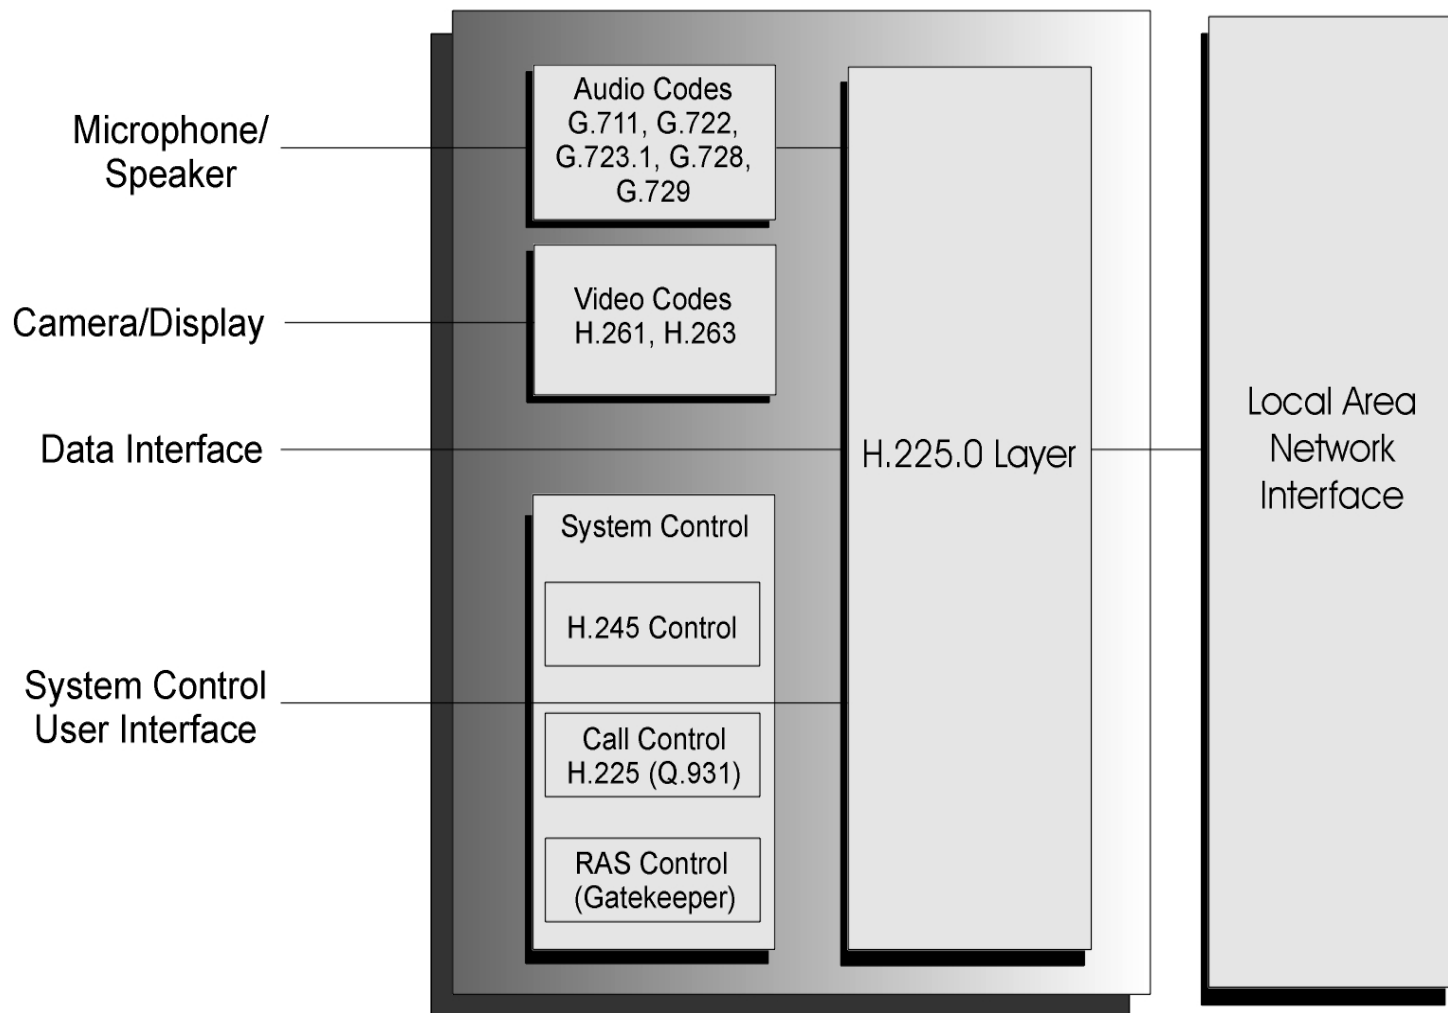 Microphone/
Speaker
Camera/Display
Data Interface
System Control
User Interface
Audio Codes
G.711, G.722,
G.723.1, G.728,
G.729
Video Codes
H.261, H.263
System Control
H.245 Control
Call Control
H.225 (Q.931)
RAS Control
(Gatekeeper)
H.225.0 Layer
Local Area
Network
Interface